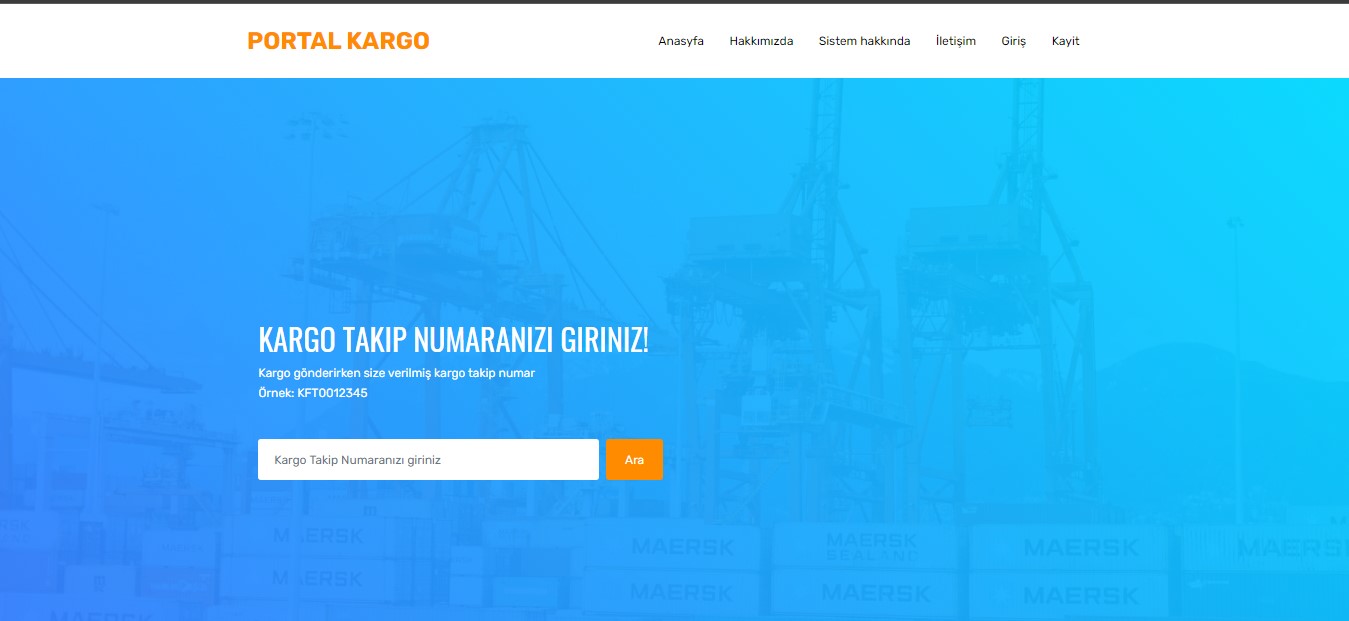 PORTAL KARGO
Anasyfa Hakkımızda Sistem hakkında İletişim Giriş Kayit
KARGO TAKIP NUMARANIZI GIRINIZ!
Kargo gönderirken size verilmiş kargo takip numar
Örnek: KFT0012345
Kargo Takip Numaranızı giriniz
Ara
MAERSK MAERSK MAERSK MAERSK
SEALAND
MAERSK MAERSK MAERSK MAERSK
MAERSK